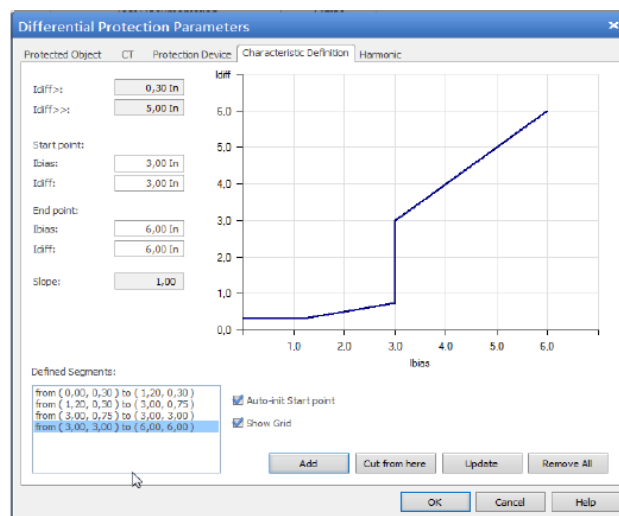 Differential Protection Parameters
Protected Object CT Protection Device Characteristic Definition Harmonic
Idiff>: 0,30 In
Idiff>>: 5,00 In
Start point:
Ibias: 3,00 In
Idiff: 3,00 In
End point:
Ibias: 6,00 In
Idiff: 6,00 In
Slope: 1,00
Idiff
6,0
5,0
4,0
3,0
2,0
1,0
0,0
1,0 2,0 3,0 4,0 5,0 6,0
Ibias
Defined Segments:
from ( 0,00, 0,30 ) to ( 1,20, 0,30 )
from ( 1,20, 0,30 ) to ( 3,00, 0,75 )
from ( 3,00, 0,75 ) to ( 3,00, 3,00 )
from ( 3,00, 3,00 ) to ( 6,00, 6,00 )
Auto-init Start point
Show Grid
Add Cut from here Update Remove All
OK Cancel Help